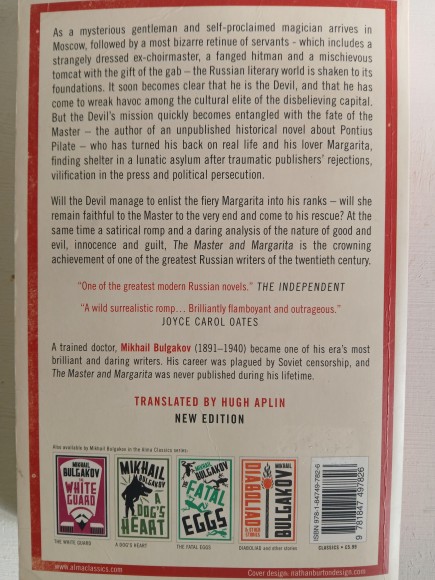 As a mysterious gentleman and self-proclaimed magician arrives in
Moscow, followed by a most bizarre retinue of servants - which includes a
strangely dressed ex-choirmaster, a fanged hitman and a mischievous
tomcat with the gift of the gab – the Russian literary world is shaken to its
foundations. It soon becomes clear that he is the Devil, and that he has
come to wreak havoc among the cultural elite of the disbelieving capital.
But the Devil's mission quickly becomes entangled with the fate of the
Master – the author of an unpublished historical novel about Pontius
Pilate – who has turned his back on real life and his lover Margarita,
finding shelter in a lunatic asylum after traumatic publishers' rejections,
vilification in the press and political persecution.
Will the Devil manage to enlist the fiery Margarita into his ranks – will she
remain faithful to the Master to the very end and come to his rescue? At the
same time a satirical romp and a daring analysis of the nature of good and
evil, innocence and guilt, The Master and Margarita is the crowning
achievement of one of the greatest Russian writers of the twentieth century.
"One of the greatest modern Russian novels." THE INDEPENDENT
"A wild surrealistic romp... Brilliantly flamboyant and outrageous."
JOYCE CAROL OATES
A trained doctor, Mikhail Bulgakov (1891–1940) became one of his era's most
brilliant and daring writers. His career was plagued by Soviet censorship, and
The Master and Margarita was never published during his lifetime.
TRANSLATED BY HUGH APLIN
NEW EDITION
Also available by Mikhail Bulgakov in the Alma Classics series:
MIKHAIL
BULGAKOV
THE
WHITE
GUARD
MIKHAIL
BULGAKOV
A
DOG'S
HEART
MIKHAIL
BULGAKOV
THE
FATAL
EGGS
DIABOLIAD
& OTHER
STORIES
MIKHAIL
BULGAKOV
THE WHITE GUARD
A DOG'S HEART
THE FATAL EGGS
DIABOLIAD and other stories
ISBN 978-1-84749-782-6
9 781847 497826
CLASSICS • £5.99
www.almaclassics.com
Cover design: nathanburtondesign.com